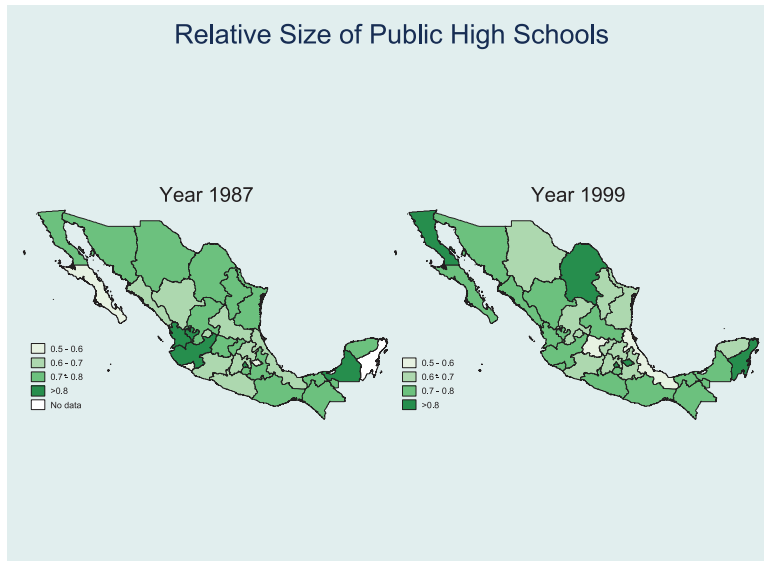 Relative Size of Public High Schools
Year 1987
Year 1999
0.5 - 0.6
0.6 - 0.7
0.7 - 0.8
>0.8
No data
0.5 - 0.6
0.6 - 0.7
0.7 - 0.8
>0.8